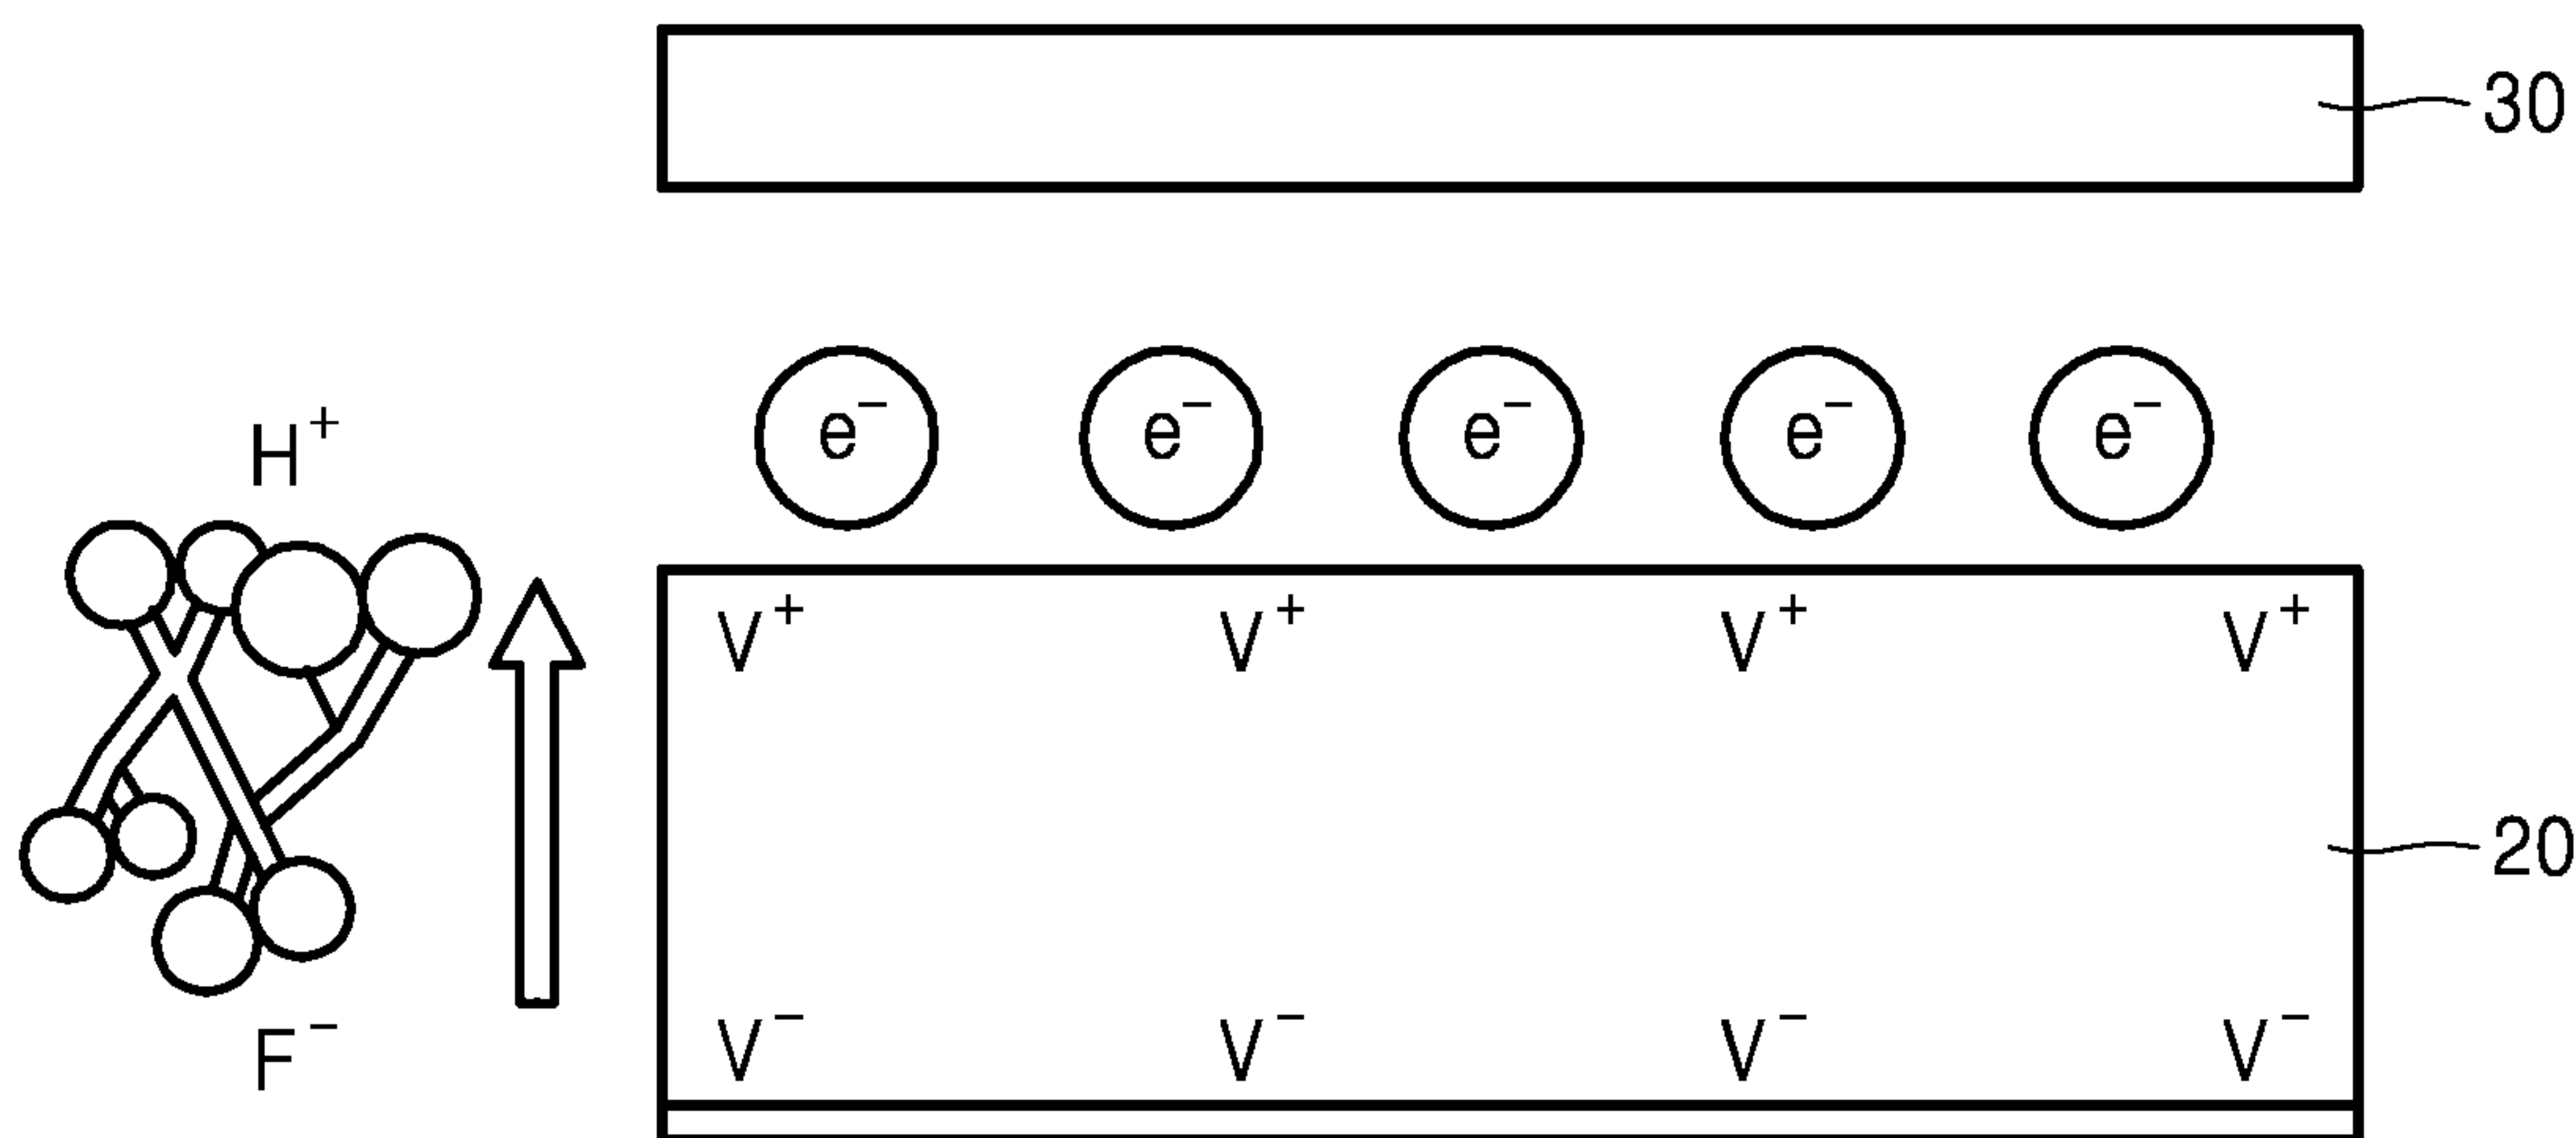 30
e⁻ e⁻ e⁻ e⁻ e⁻
H⁺
V⁺ V⁺ V⁺ V⁺
20
V⁻ V⁻ V⁻ V⁻
F⁻